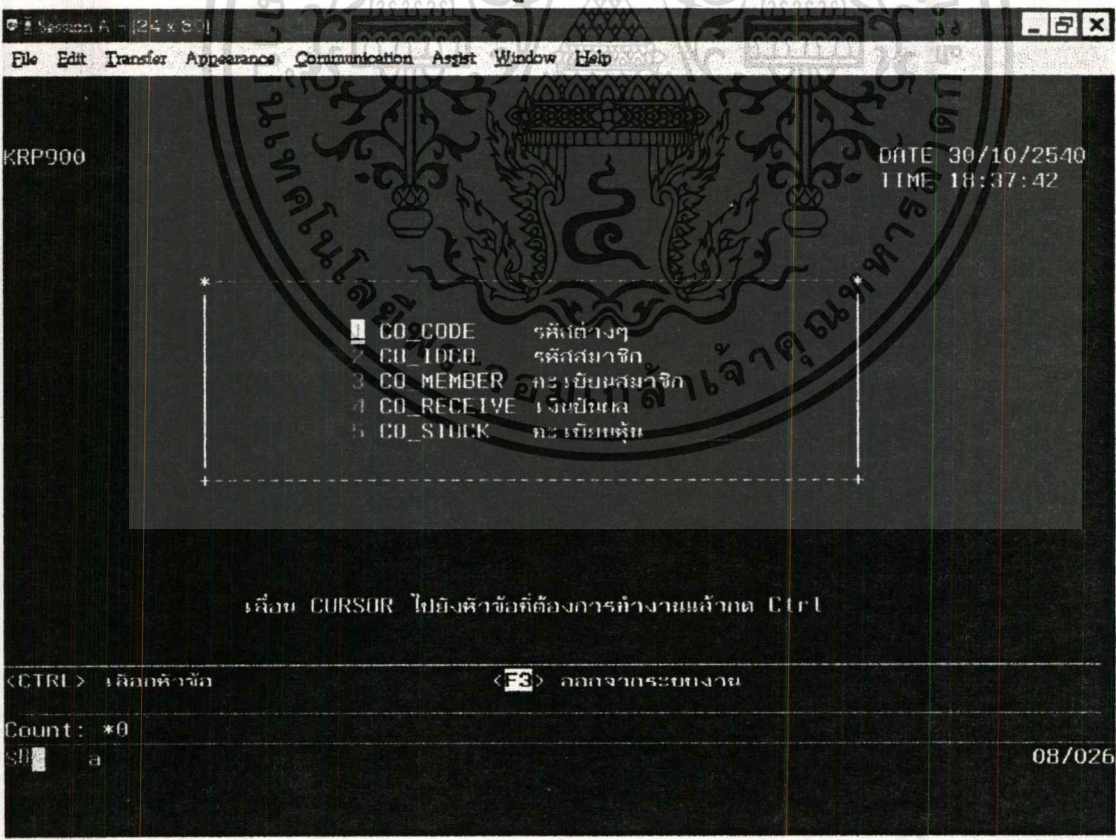 Session A - [24 x 80]
File Edit Transfer Appearance Communication Assist Window Help
KRP900 DATE 30/10/2540
TIME 18:37:42
1 CO_CODE รหัสต่างๆ
2 CO_IDCO รหัสสมาชิก
3 CO_MEMBER ทะเบียนสมาชิก
4 CO_RECEIVE เงินปันผล
5 CO_STOCK ทะเบียนหุ้น
เลื่อน CURSOR ไปยังหัวข้อที่ต้องการทำงานแล้วกด Ctrl
<CTRL> เลือกหัวข้อ <F3> ออกจากระบบงาน
Count: *0
a 08/026